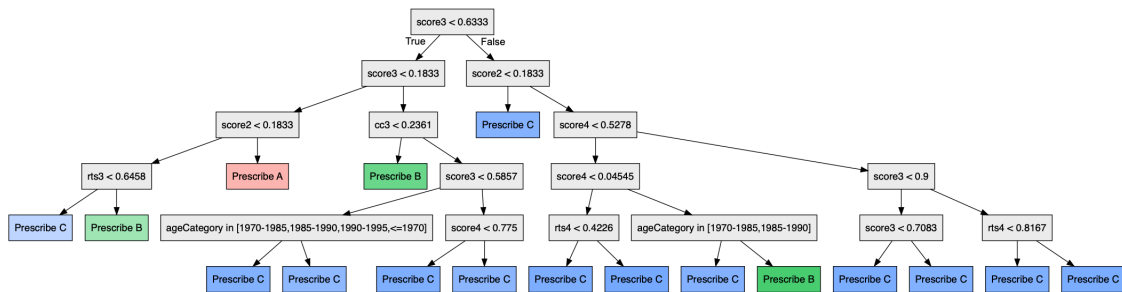 score3 < 0.6333
True
False
score3 < 0.1833
score2 < 0.1833
score2 < 0.1833
cc3 < 0.2361
Prescribe C
score4 < 0.5278
rts3 < 0.6458
Prescribe A
Prescribe B
score3 < 0.5857
score4 < 0.04545
score3 < 0.9
Prescribe C
Prescribe B
ageCategory in [1970-1985,1985-1990,1990-1995,<=1970]
score4 < 0.775
rts4 < 0.4226
ageCategory in [1970-1985,1985-1990]
score3 < 0.7083
rts4 < 0.8167
Prescribe C
Prescribe C
Prescribe C
Prescribe C
Prescribe C
Prescribe C
Prescribe C
Prescribe B
Prescribe C
Prescribe C
Prescribe C
Prescribe C